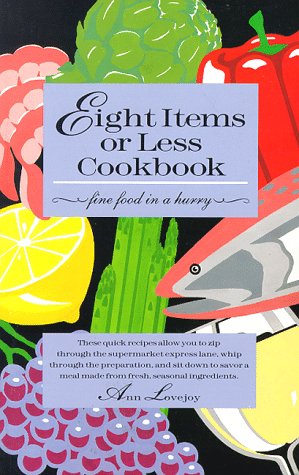 Eight Items
or Less
Cookbook
fine food in a hurry
These quick recipes allow you to zip
through the supermarket express lane, whip
through the preparation, and sit down to savor a
meal made from fresh, seasonal ingredients.
Ann Lovejoy